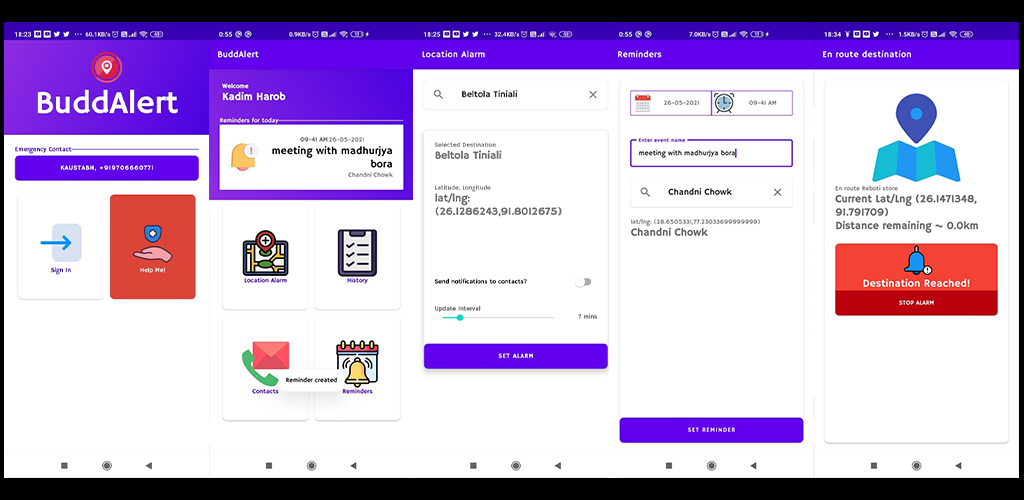 18:23 60.1KB/s 68
BuddAlert
Emergency Contact
KAUSTABH, +919706660771
Sign In
Help Me!
0:55 0.9KB/s
BuddAlert
Welcome
Kadim Harob
Reminders for today
09:41 AM 26-05-2021
meeting with madhurjya
bora
Chandni Chowk
Location Alarm
History
Contacts
Reminders
Reminder created
18:25 32.4KB/s
Location Alarm
Beltola Tiniali
Selected Destination
Beltola Tiniali
Latitude, Longitude
lat/lng:
(26.1286243,91.8012675)
Send notifications to contacts?
Update Interval
7 mins
SET ALARM
0:55 7.0KB/s
Reminders
26-05-2021
09:41 AM
Enter event name
meeting with madhurjya bora
Chandni Chowk
lat/lng: (28.650533,77.23033699999999)
Chandni Chowk
SET REMINDER
18:34 1.5KB/s
En route destination
En route Reboti store
Current Lat/Lng (26.1471348,
91.791709)
Distance remaining ~ 0.0km
Destination Reached!
STOP ALARM